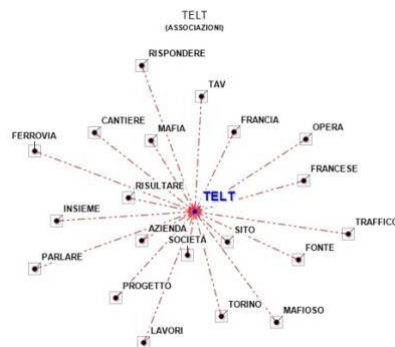 TELT
(ASSOCIAZIONI)
RISPONDERE
TAV
CANTIERE
MAFIA
FRANCIA
OPERA
FERROVIA
FRANCESE
RISULTARE
TELT
INSIEME
AZIENDA
SOCIETÀ
SITO
TRAFFICO
FONTE
PARLARE
PROGETTO
TORINO
MAFIOSO
LAVORI